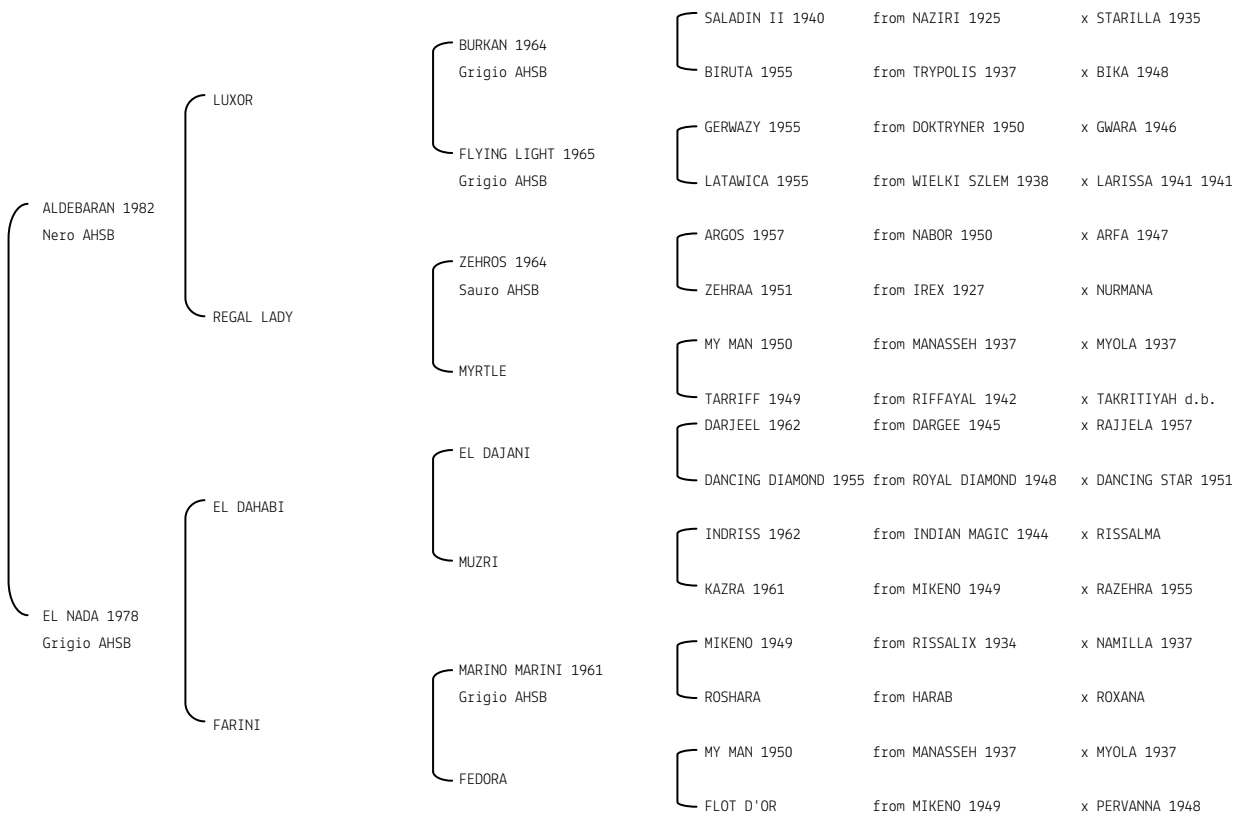 SALADIN II 1940 from NAZIRI 1925 x STARILLA 1935
BURKAN 1964
Grigio AHSB BIRUTA 1955 from TRYPOLIS 1937 x BIKA 1948
LUXOR
GERWAZY 1955 from DOKTRYNER 1950 x GWARA 1946
FLYING LIGHT 1965
Grigio AHSB LATAWICA 1955 from WIELKI SZLEM 1938 x LARISSA 1941 1941
ALDEBARAN 1982
Nero AHSB ARGOS 1957 from NABOR 1950 x ARFA 1947
ZEHROS 1964
Sauro AHSB ZEHRAA 1951 from IREX 1927 x NURMANA
REGAL LADY
MY MAN 1950 from MANASSEH 1937 x MYOLA 1937
MYRTLE
TARRIFF 1949 from RIFFAYAL 1942 x TAKRITIYAH d.b.
DARJEEL 1962 from DARGEE 1945 x RAJJELA 1957
EL DAJANI
DANCING DIAMOND 1955 from ROYAL DIAMOND 1948 x DANCING STAR 1951
EL DAHABI
INDRISS 1962 from INDIAN MAGIC 1944 x RISSALMA
MUZRI
KAZRA 1961 from MIKENO 1949 x RAZEHRA 1955
EL NADA 1978
Grigio AHSB MIKENO 1949 from RISSALIX 1934 x NAMILLA 1937
MARINO MARINI 1961
Grigio AHSB ROSHARA from HARAB x ROXANA
FARINI
MY MAN 1950 from MANASSEH 1937 x MYOLA 1937
FEDORA
FLOT D'OR from MIKENO 1949 x PERVANNA 1948